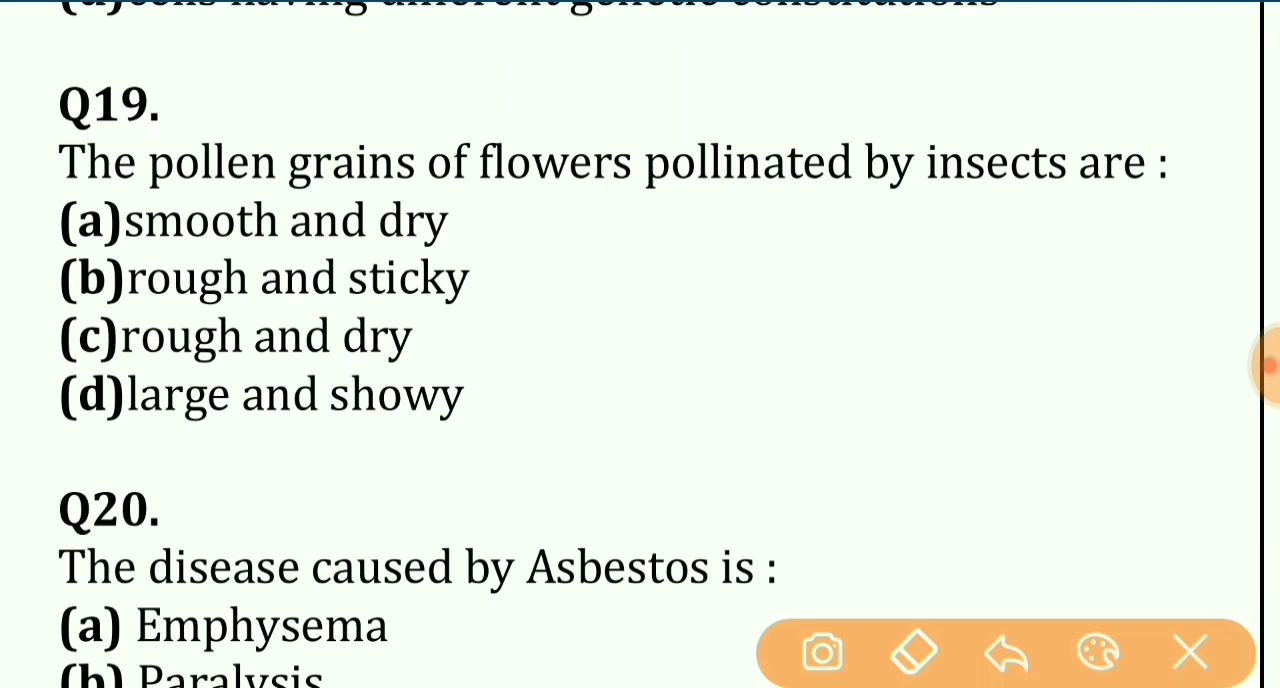 Q19.
The pollen grains of flowers pollinated by insects are :
(a)smooth and dry
(b)rough and sticky
(c)rough and dry
(d)large and showy
Q20.
The disease caused by Asbestos is :
(a) Emphysema
(b) Paralysis